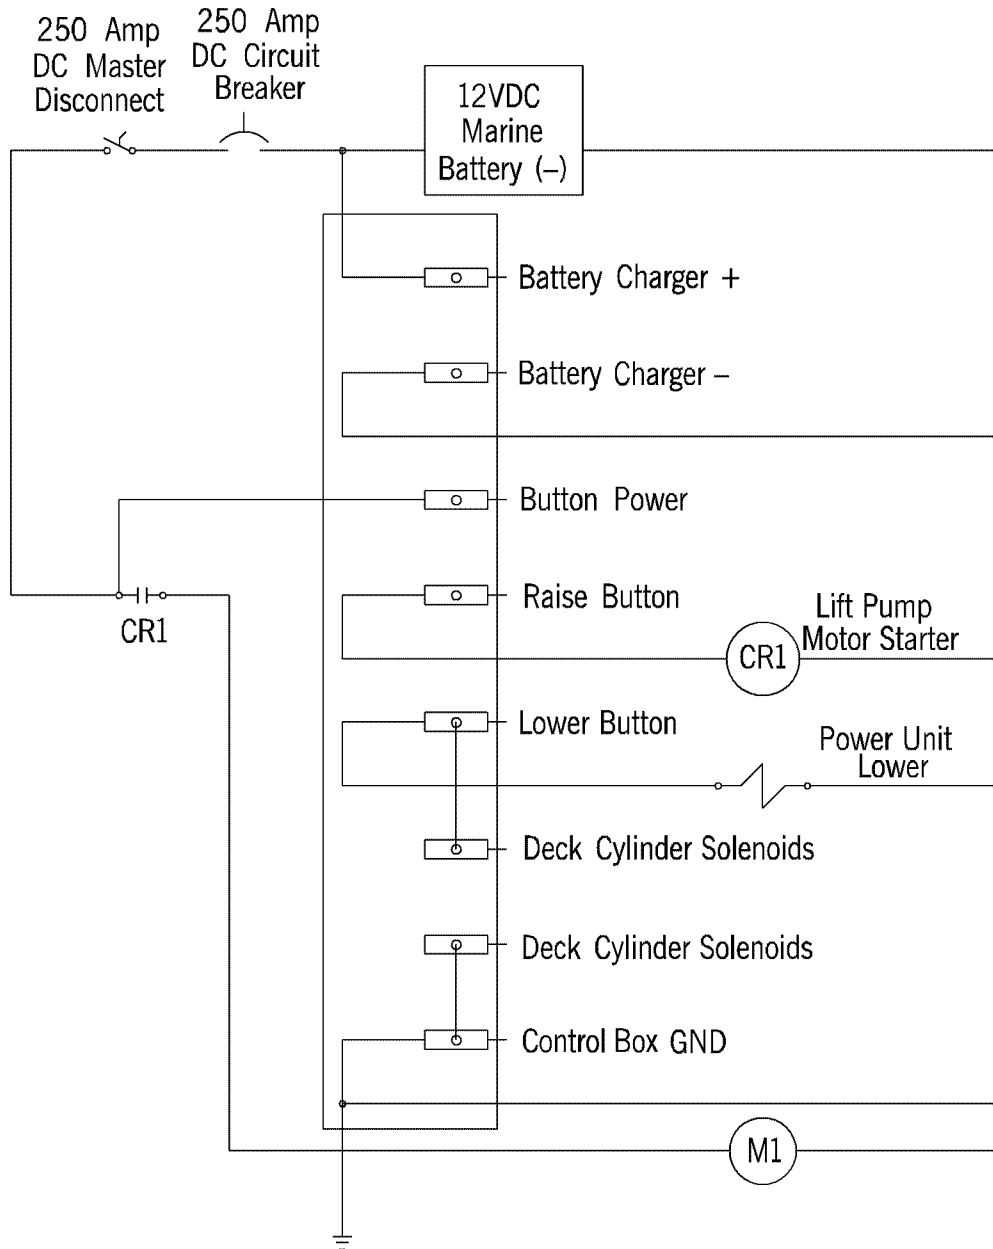 250 Amp
DC Master
Disconnect
250 Amp
DC Circuit
Breaker
12VDC
Marine
Battery (–)
Battery Charger +
Battery Charger –
Button Power
Raise Button
CR1
Lift Pump
Motor Starter
CR1
Lower Button
Power Unit
Lower
Deck Cylinder Solenoids
Deck Cylinder Solenoids
Control Box GND
M1